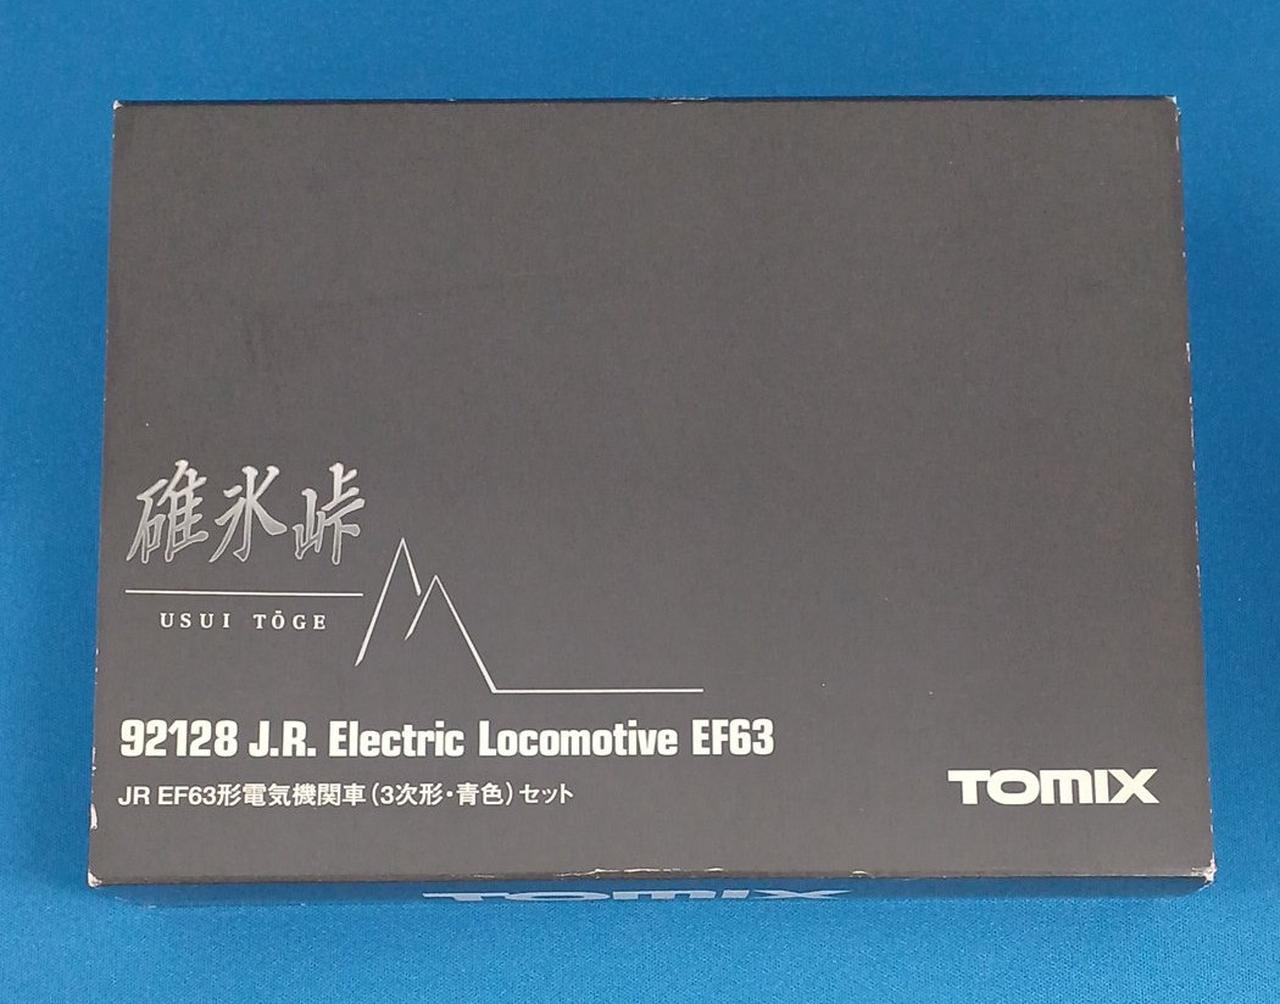 碓氷峠
USUI TŌGE
92128 J.R. Electric Locomotive EF63
JR EF63形電気機関車(3次形・青色)セット
TOMIX
TOMIX